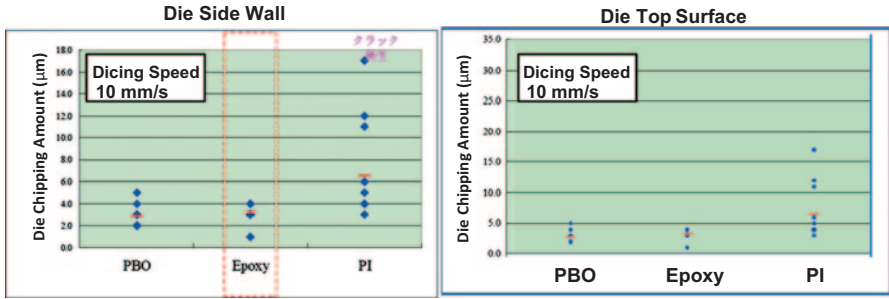 Die Side Wall
クラック
発生
Die Chipping Amount (μm)
18.0
16.0
14.0
12.0
10.0
8.0
6.0
4.0
2.0
0.0
Dicing Speed
10 mm/s
PBO
Epoxy
PI
Die Top Surface
Die Chipping Amount (μm)
35.0
30.0
25.0
20.0
15.0
10.0
5.0
0.0
Dicing Speed
10 mm/s
PBO
Epoxy
PI